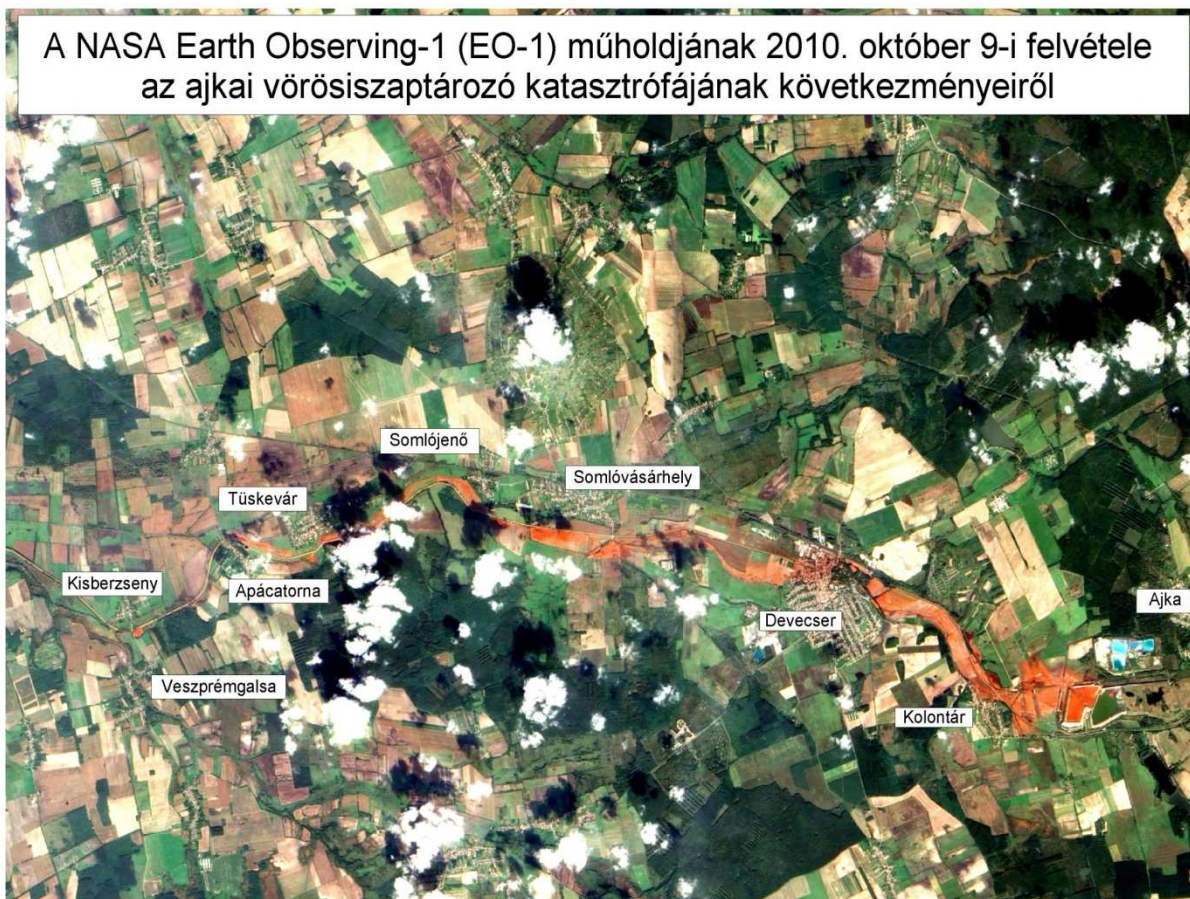 A NASA Earth Observing-1 (EO-1) műholdjának 2010. október 9-i felvétele
az ajkai vörösiszaptározó katasztrófájának következményeiről
Somlójenő
Somlóvásárhely
Tüskevár
Kisberzseny
Apácatorna
Ajka
Devecser
Veszprémgalsa
Kolontár